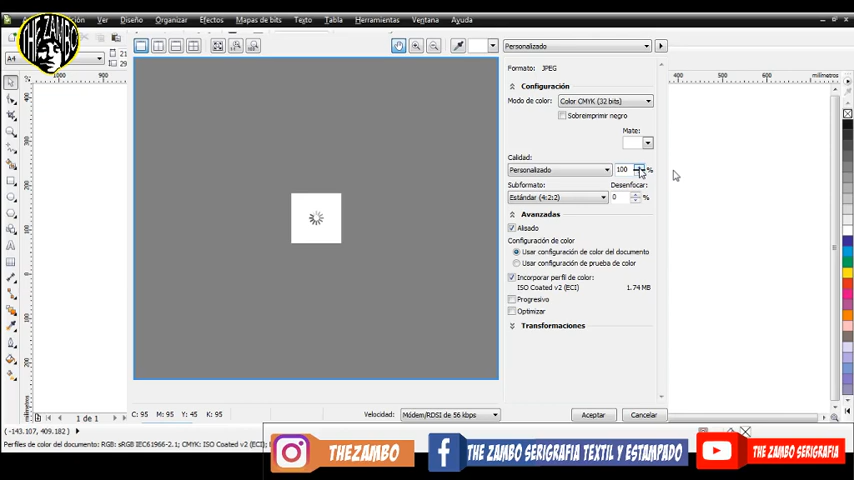 Ver Diseño Organizar Efectos Mapas de bits Texto Tabla Herramientas Ventana Ayuda
THE ZAMBO
A4
Personalizado
Formato: JPEG
Configuración
Modo de color: Color CMYK (32 bits)
Sobreimprimir negro
Mate:
Calidad:
Personalizado 100 %
Subformato: Desenfocar:
Estándar (4:2:2) 0 %
Avanzadas
Alisado
Configuración de color
Usar configuración de color del documento
Usar configuración de prueba de color
Incorporar perfil de color:
ISO Coated v2 (ECI) 1.74 MB
Progresivo
Optimizar
Transformaciones
1000 400 500 600 700 milímetros
C: 95 M: 95 Y: 45 K: 95 Velocidad: Módem/RDSI de 56 kbps Aceptar Cancelar
1 de 1
(-143.107, 409.182)
Perfiles de color del documento: RGB: sRGB IEC61966-2.1; CMYK: ISO Coated v2 (ECI);
THEZAMBO THE ZAMBO SERIGRAFIA TEXTIL Y ESTAMPADO THE ZAMBO SERIGRAFIA